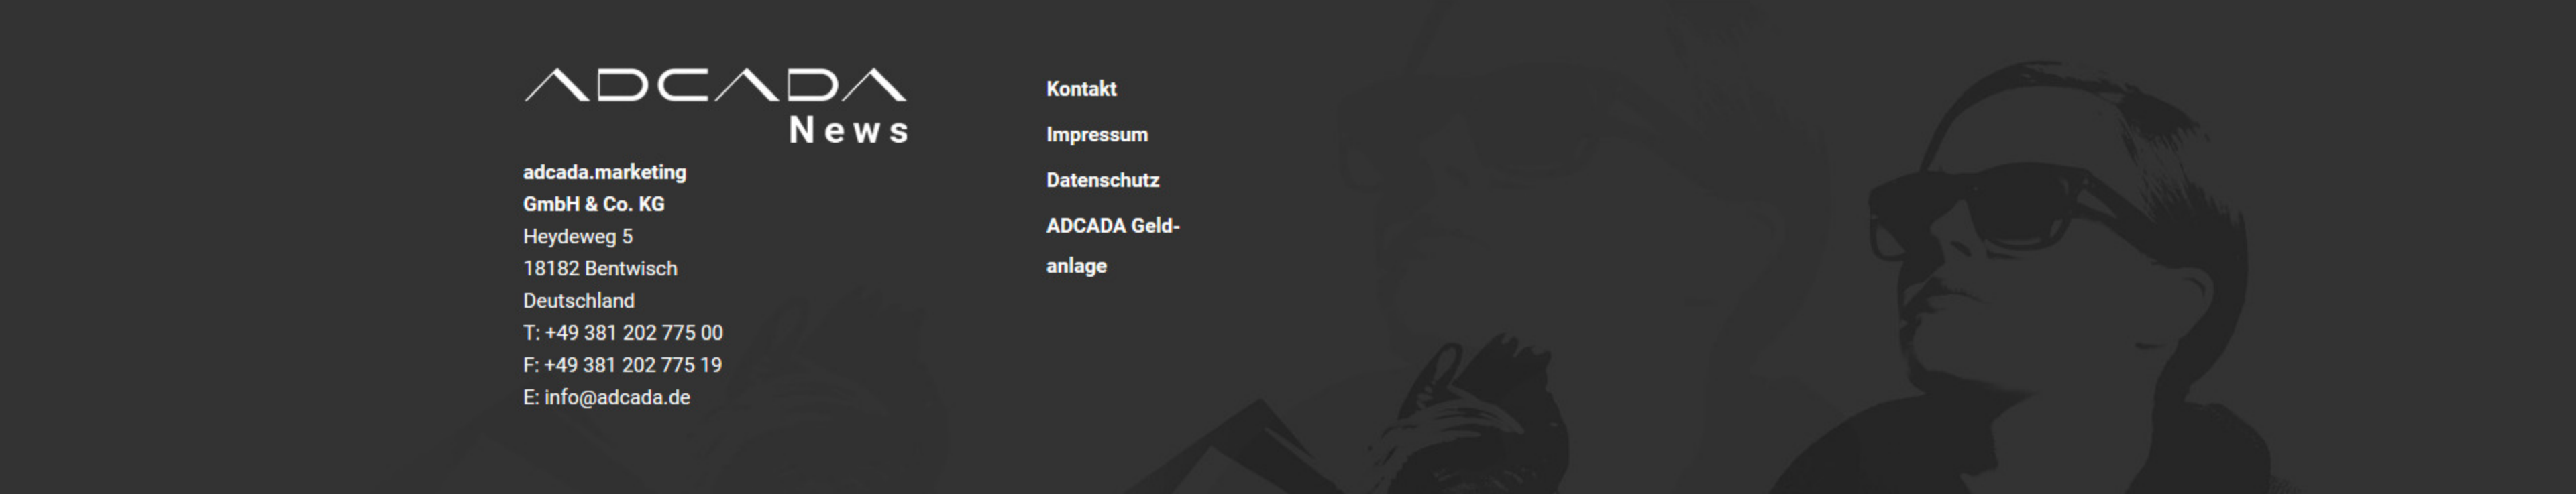 ADCADA
News
adcada.marketing
GmbH & Co. KG
Heydeweg 5
18182 Bentwisch
Deutschland
T: +49 381 202 775 00
F: +49 381 202 775 19
E: info@adcada.de
Kontakt
Impressum
Datenschutz
ADCADA Geld-
anlage